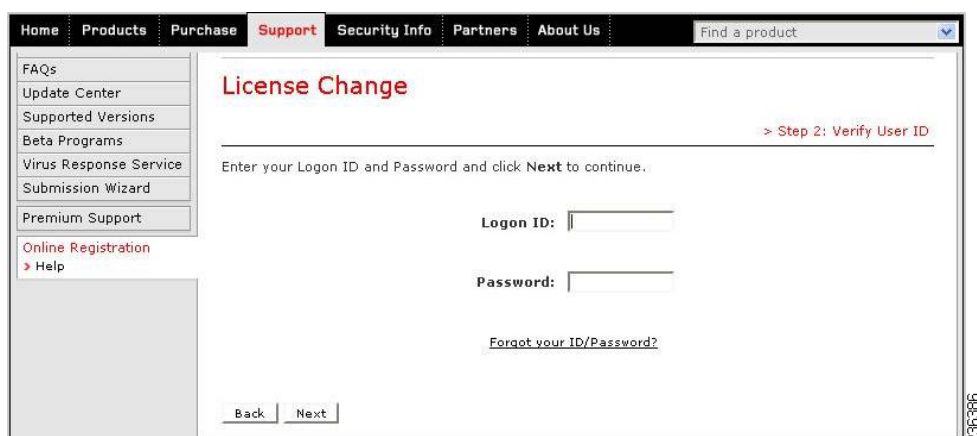 Home Products Purchase Support Security Info Partners About Us Find a product
FAQs
Update Center
Supported Versions
Beta Programs
Virus Response Service
Submission Wizard
Premium Support
Online Registration
> Help
License Change
> Step 2: Verify User ID
Enter your Logon ID and Password and click Next to continue.
Logon ID:
Password:
Forgot your ID/Password?
Back Next